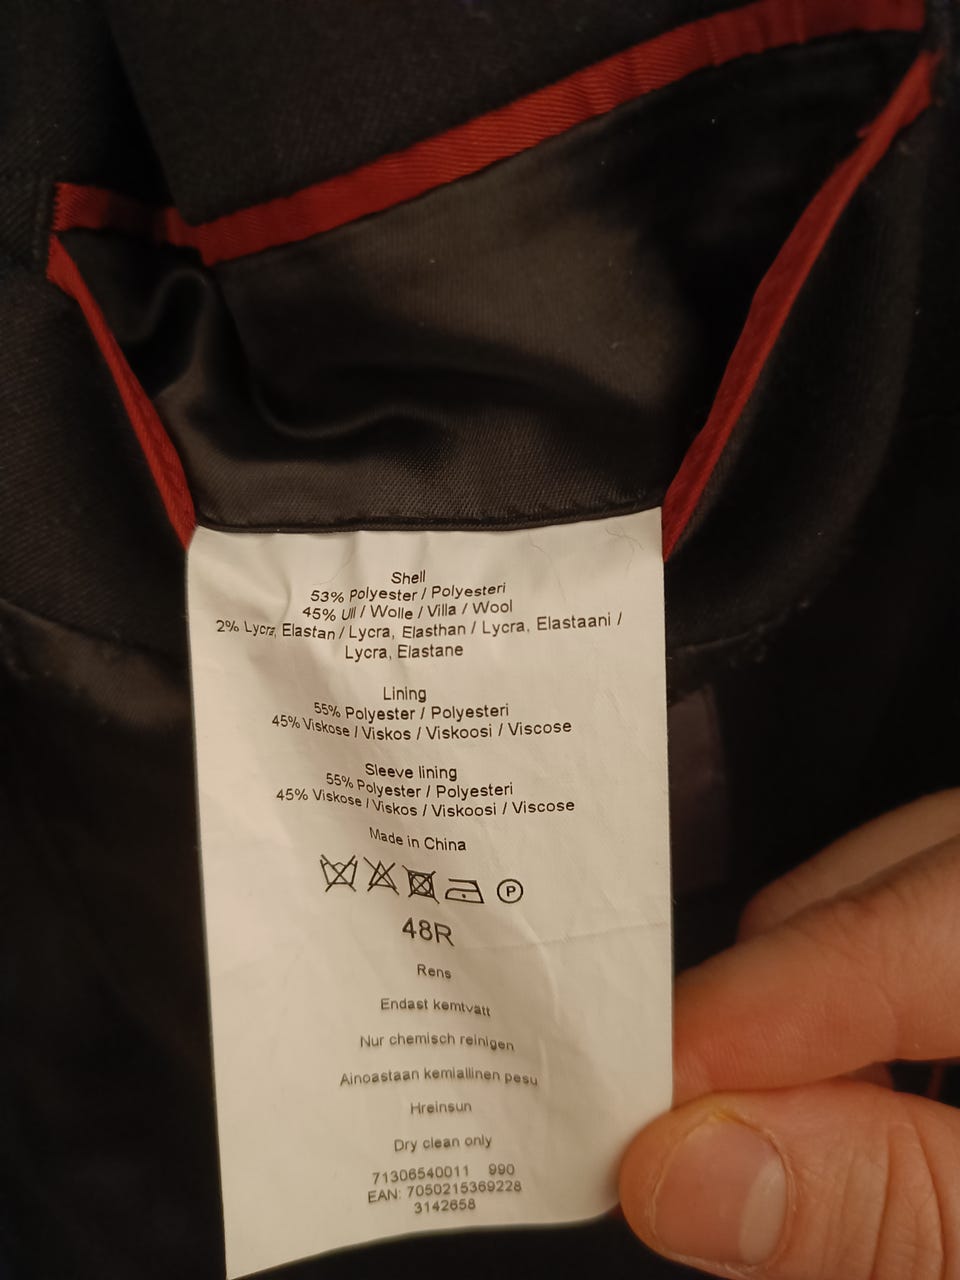 Shell
53% Polyester / Polyesteri
45% Ull / Wolle / Villa / Wool
2% Lycra, Elastan / Lycra, Elasthan / Lycra, Elastaani /
Lycra, Elastane
Lining
55% Polyester / Polyesteri
45% Viskose / Viskos / Viskoosi / Viscose
Sleeve lining
55% Polyester / Polyesteri
45% Viskose / Viskos / Viskoosi / Viscose
Made in China
P
48R
Rens
Endast kemtvätt
Nur chemisch reinigen
Ainoastaan kemiallinen pesu
Hreinsun
Dry clean only
71306540011 990
EAN: 7050215369228
3142658